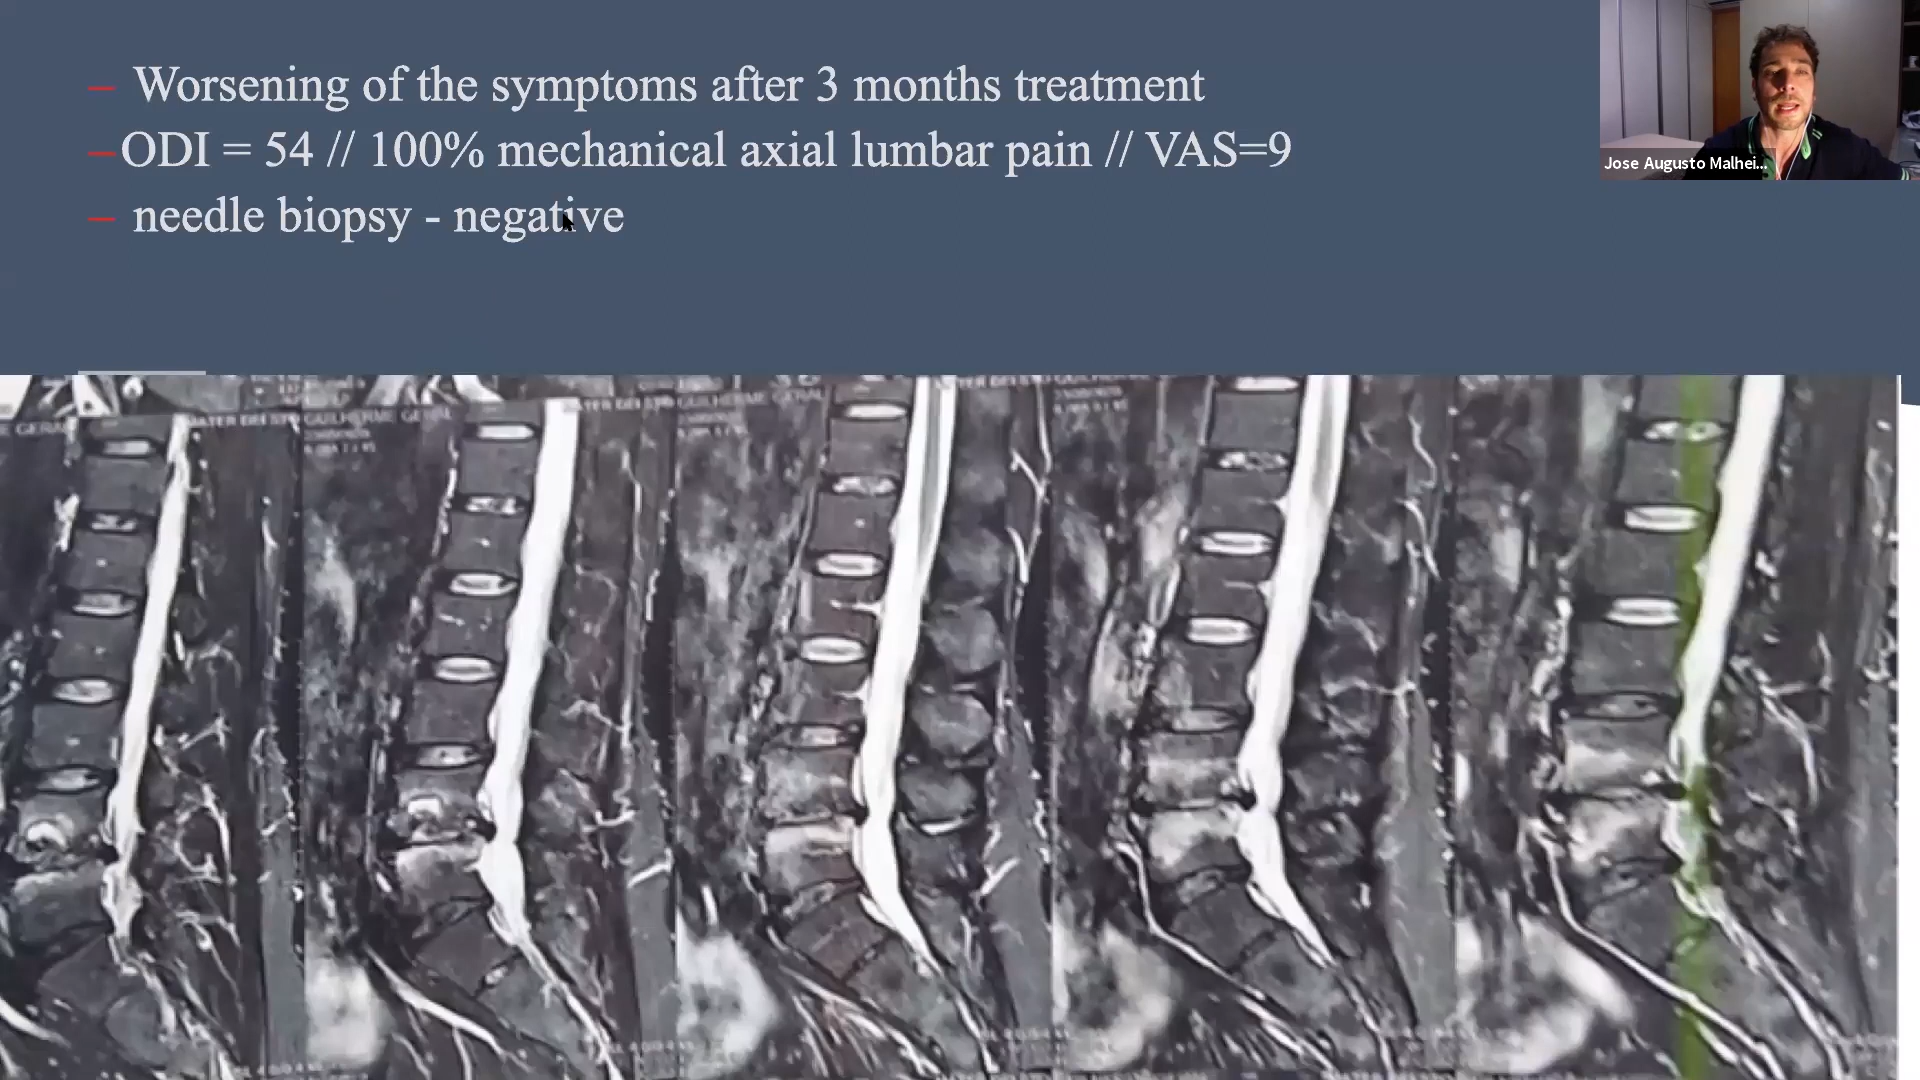 – Worsening of the symptoms after 3 months treatment
–ODI = 54 // 100% mechanical axial lumbar pain // VAS=9
– needle biopsy - negative
Jose Augusto Malhei...